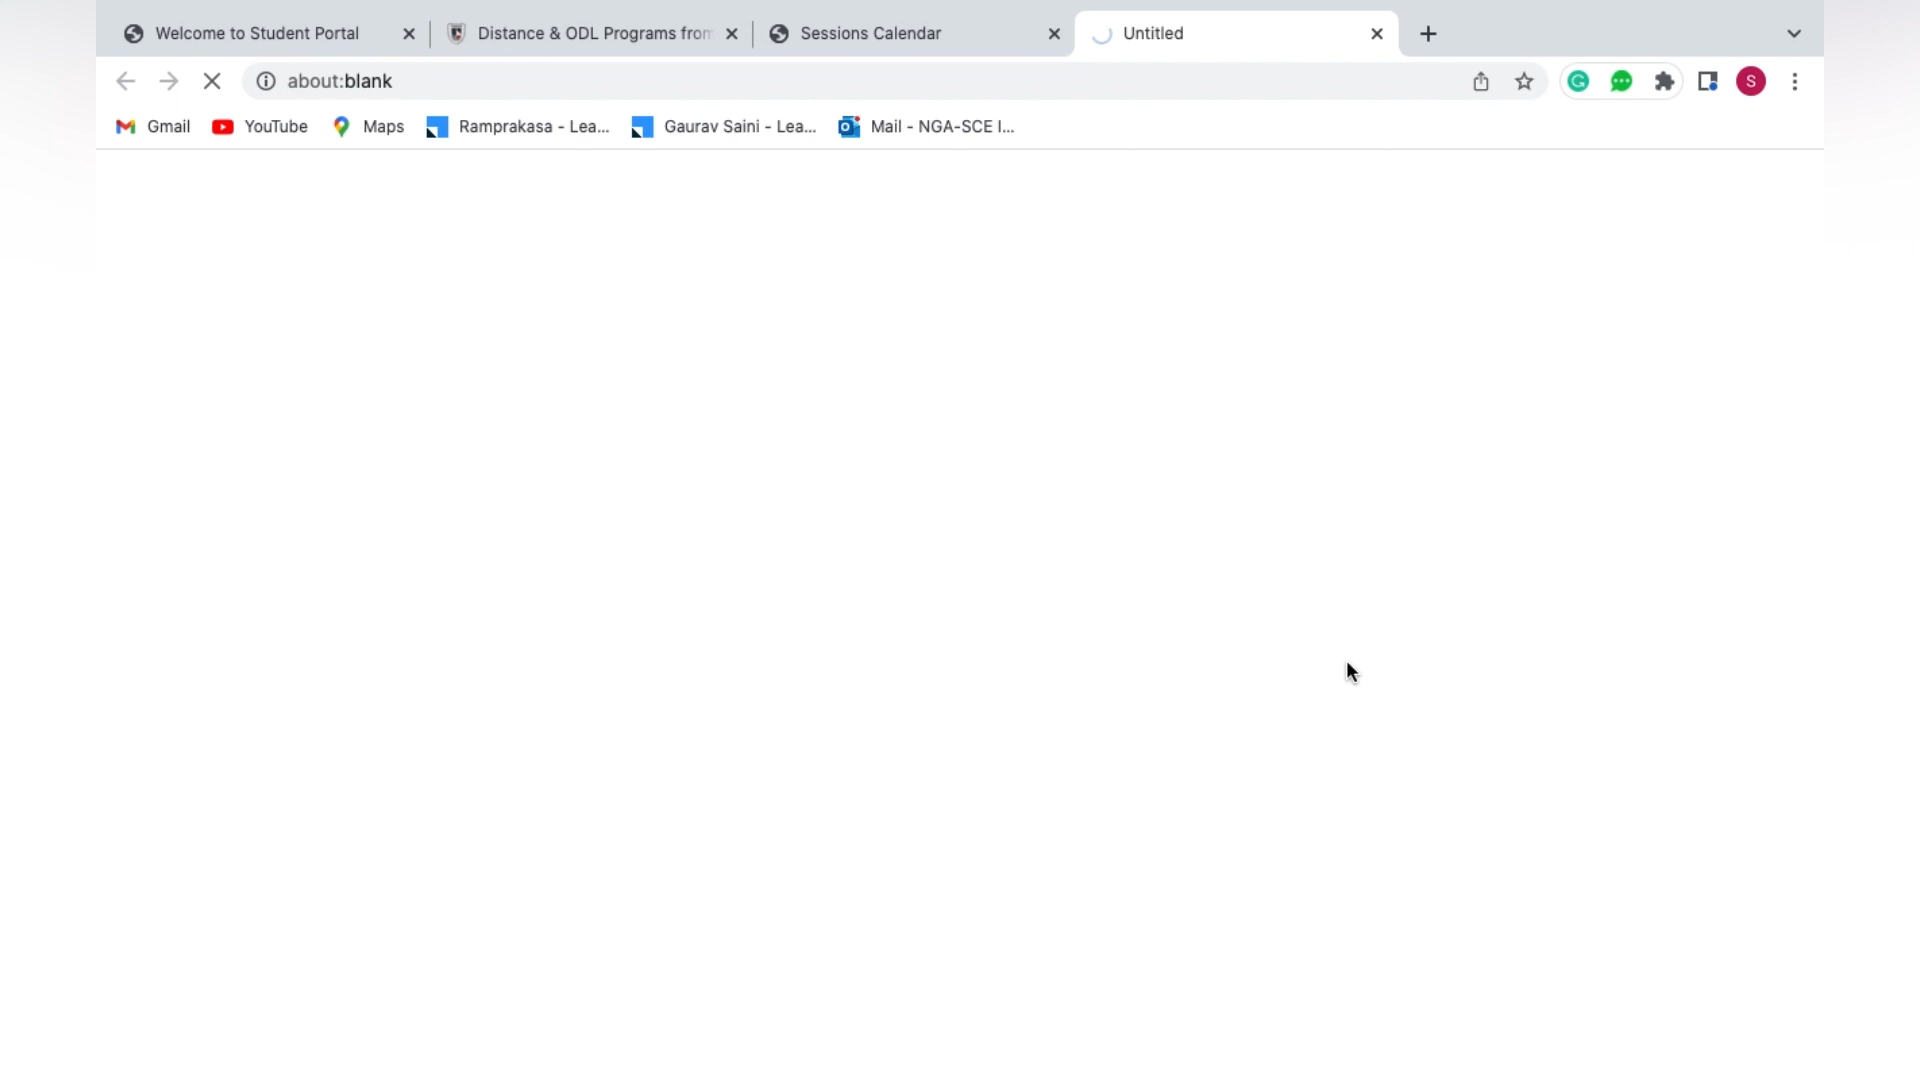 Welcome to Student Portal
Distance & ODL Programs from
Sessions Calendar
Untitled
about:blank
S
Gmail
YouTube
Maps
Ramprakasa - Lea...
Gaurav Saini - Lea...
Mail - NGA-SCE I...